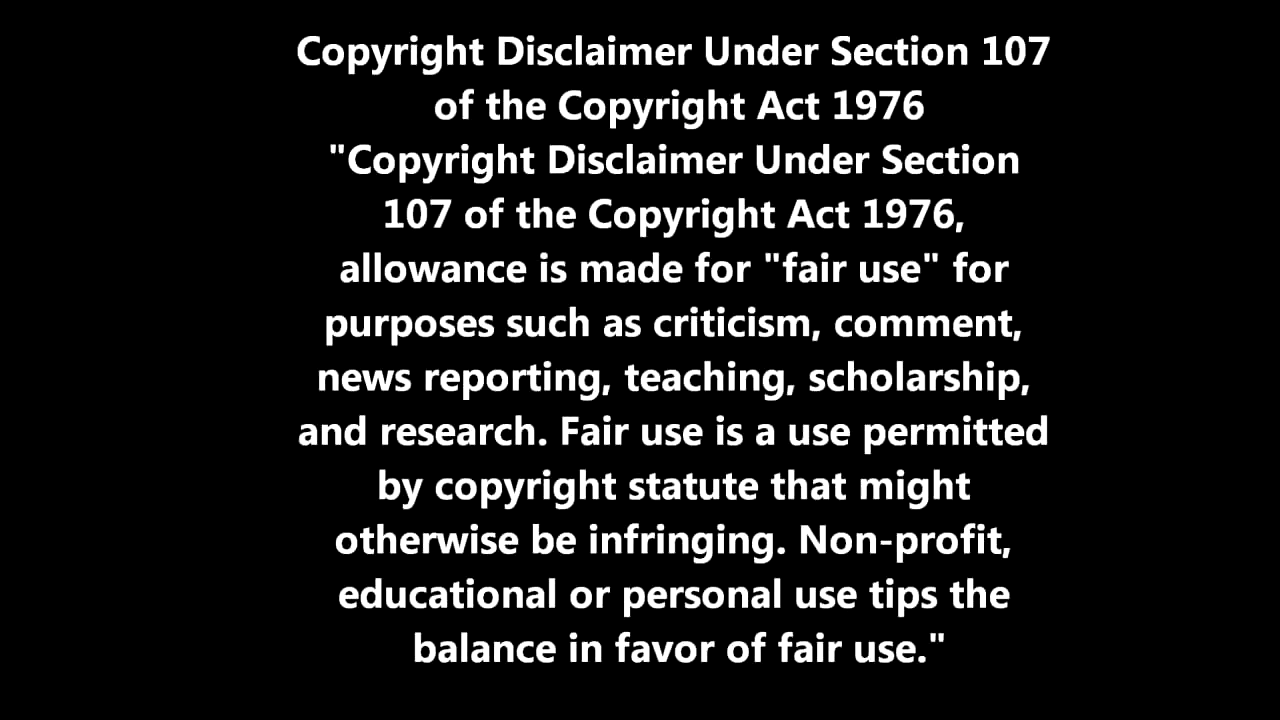 Copyright Disclaimer Under Section 107
of the Copyright Act 1976
"Copyright Disclaimer Under Section
107 of the Copyright Act 1976,
allowance is made for "fair use" for
purposes such as criticism, comment,
news reporting, teaching, scholarship,
and research. Fair use is a use permitted
by copyright statute that might
otherwise be infringing. Non-profit,
educational or personal use tips the
balance in favor of fair use."